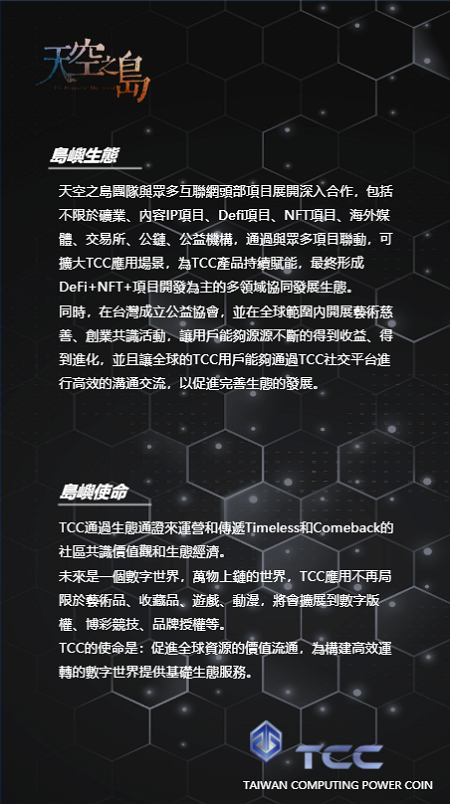 天空之島
島嶼生態
天空之島團隊與眾多互聯網頭部項目展開深入合作，包括
不限於礦業、內容IP項目、Defi項目、NFT項目、海外媒
體、交易所、公鏈、公益機構，通過與眾多項目聯動，可
擴大TCC應用場景，為TCC產品持續賦能，最終形成
DeFi+NFT+項目開發為主的多領域協同發展生態。
同時，在台灣成立公益協會，並在全球範圍内開展藝術慈
善、創業共識活動，讓用戶能夠源源不斷的得到收益、得
到進化，並且讓全球的TCC用戶能夠通過TCC社交平台進
行高效的溝通交流，以促進完善生態的發展。
島嶼使命
TCC通過生態通證來運營和傳遞Timeless和Comeback的
社區共識價值觀和生態經濟。
未來是一個數字世界，萬物上鏈的世界，TCC應用不再局
限於藝術品、收藏品、遊戲、動漫，將會擴展到數字版
權、博彩競技、品牌授權等。
TCC的使命是：促進全球資源的價值流通，為構建高效運
轉的數字世界提供基礎生態服務。
TCC
TAIWAN COMPUTING POWER COIN